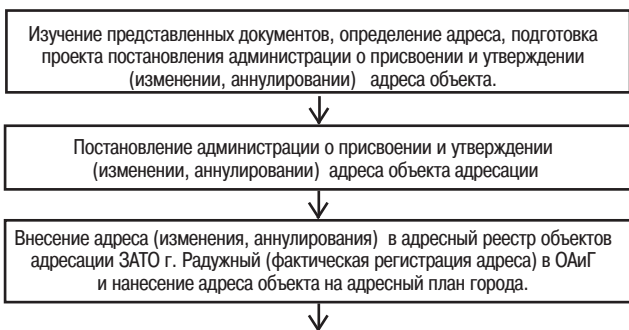 Изучение представленных документов, определение адреса, подготовка
проекта постановления администрации о присвоении и утверждении
(изменении, аннулировании) адреса объекта.
Постановление администрации о присвоении и утверждении
(изменении, аннулировании) адреса объекта адресации
Внесение адреса (изменения, аннулирования) в адресный реестр объектов
адресации ЗАТО г. Радужный (фактическая регистрация адреса) в ОАиГ
и нанесение адреса объекта на адресный план города.